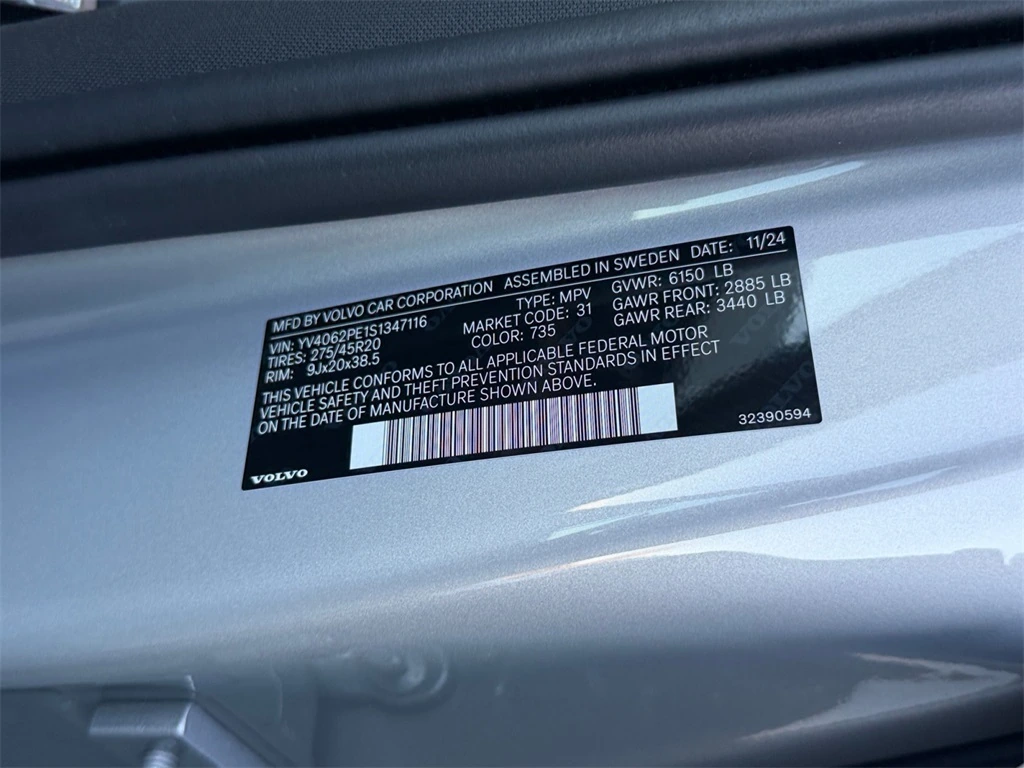 MFD BY VOLVO CAR CORPORATION ASSEMBLED IN SWEDEN DATE: 11/24
VIN: YV4062PE1S1347116 TYPE: MPV GVWR: 6150 LB
TIRES: 275/45R20 MARKET CODE: 31 GAWR FRONT: 2885 LB
RIM: 9Jx20x38.5 COLOR: 735 GAWR REAR: 3440 LB
THIS VEHICLE CONFORMS TO ALL APPLICABLE FEDERAL MOTOR
VEHICLE SAFETY AND THEFT PREVENTION STANDARDS IN EFFECT
ON THE DATE OF MANUFACTURE SHOWN ABOVE.
VOLVO 32390594